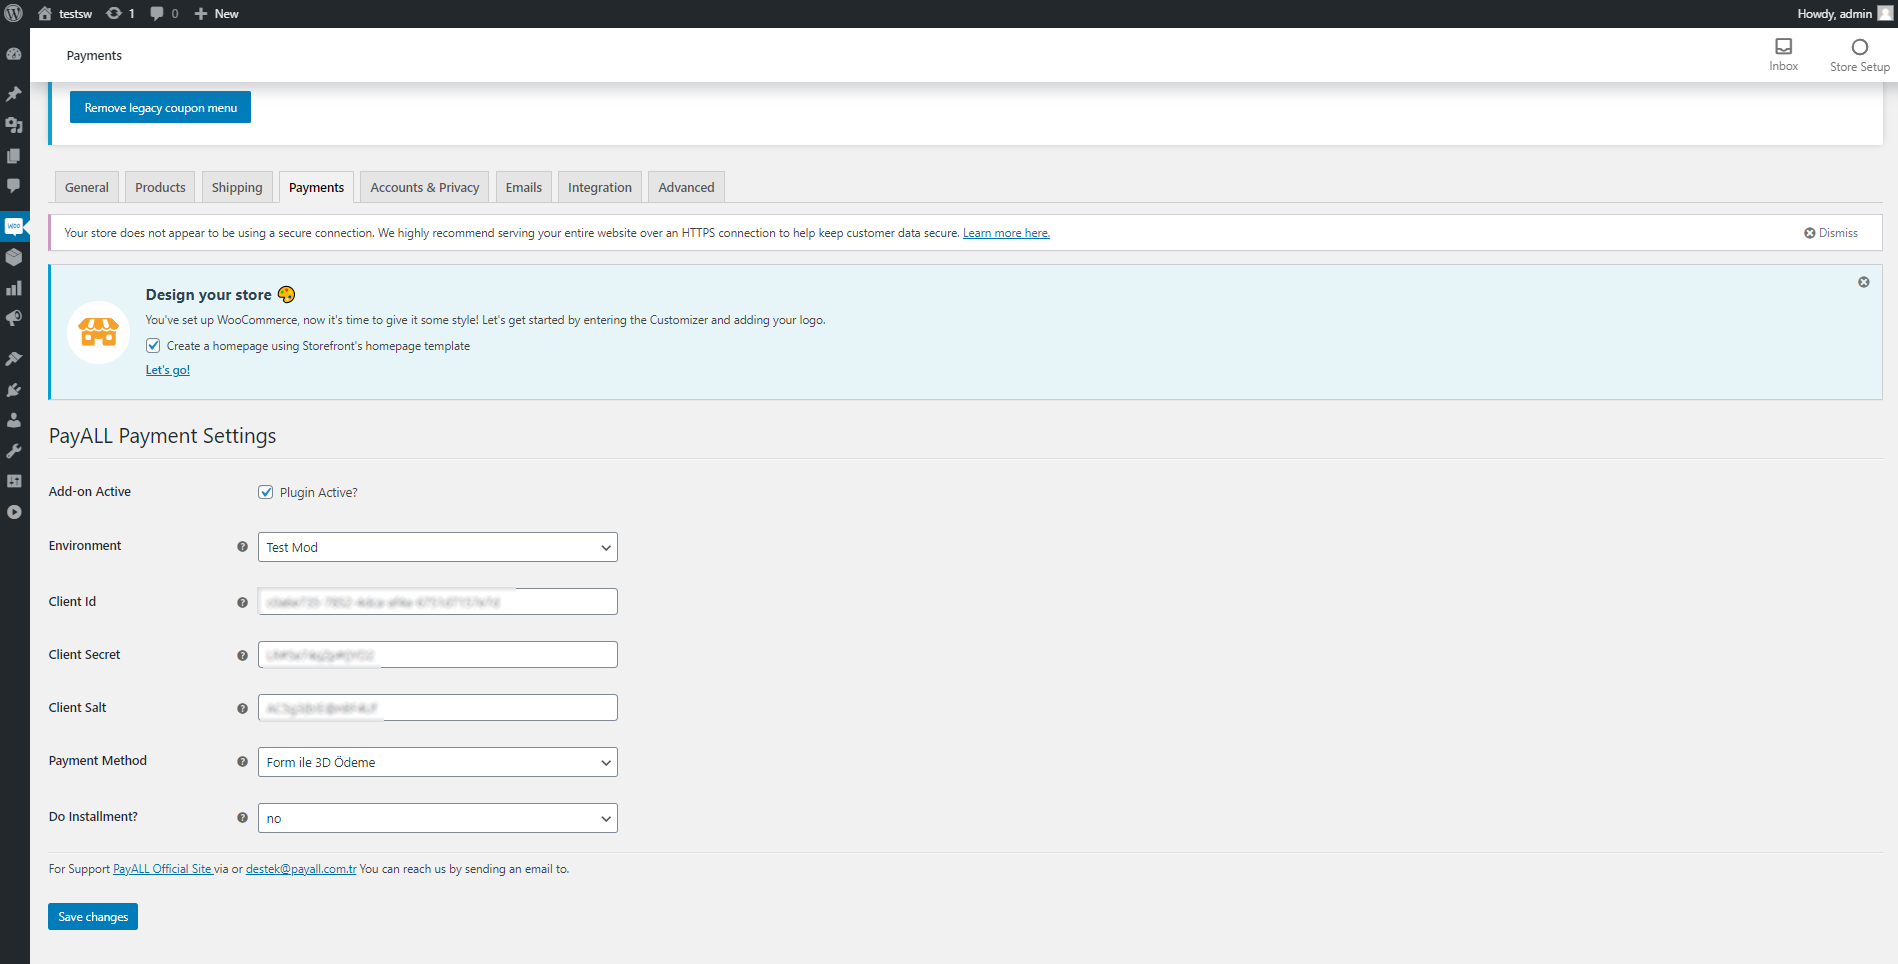 testsw 1 0 New Howdy, admin
Payments
Inbox Store Setup
Remove legacy coupon menu
General Products Shipping Payments Accounts & Privacy Emails Integration Advanced
Your store does not appear to be using a secure connection. We highly recommend serving your entire website over an HTTPS connection to help keep customer data secure. Learn more here. Dismiss
Design your store
You've set up WooCommerce, now it's time to give it some style! Let's get started by entering the Customizer and adding your logo.
Create a homepage using Storefront's homepage template
Let's go!
PayALL Payment Settings
Add-on Active Plugin Active?
Environment Test Mod
Client Id
Client Secret
Client Salt
Payment Method Form ile 3D Ödeme
Do Installment? no
For Support PayALL Official Site via or destek@payall.com.tr You can reach us by sending an email to.
Save changes